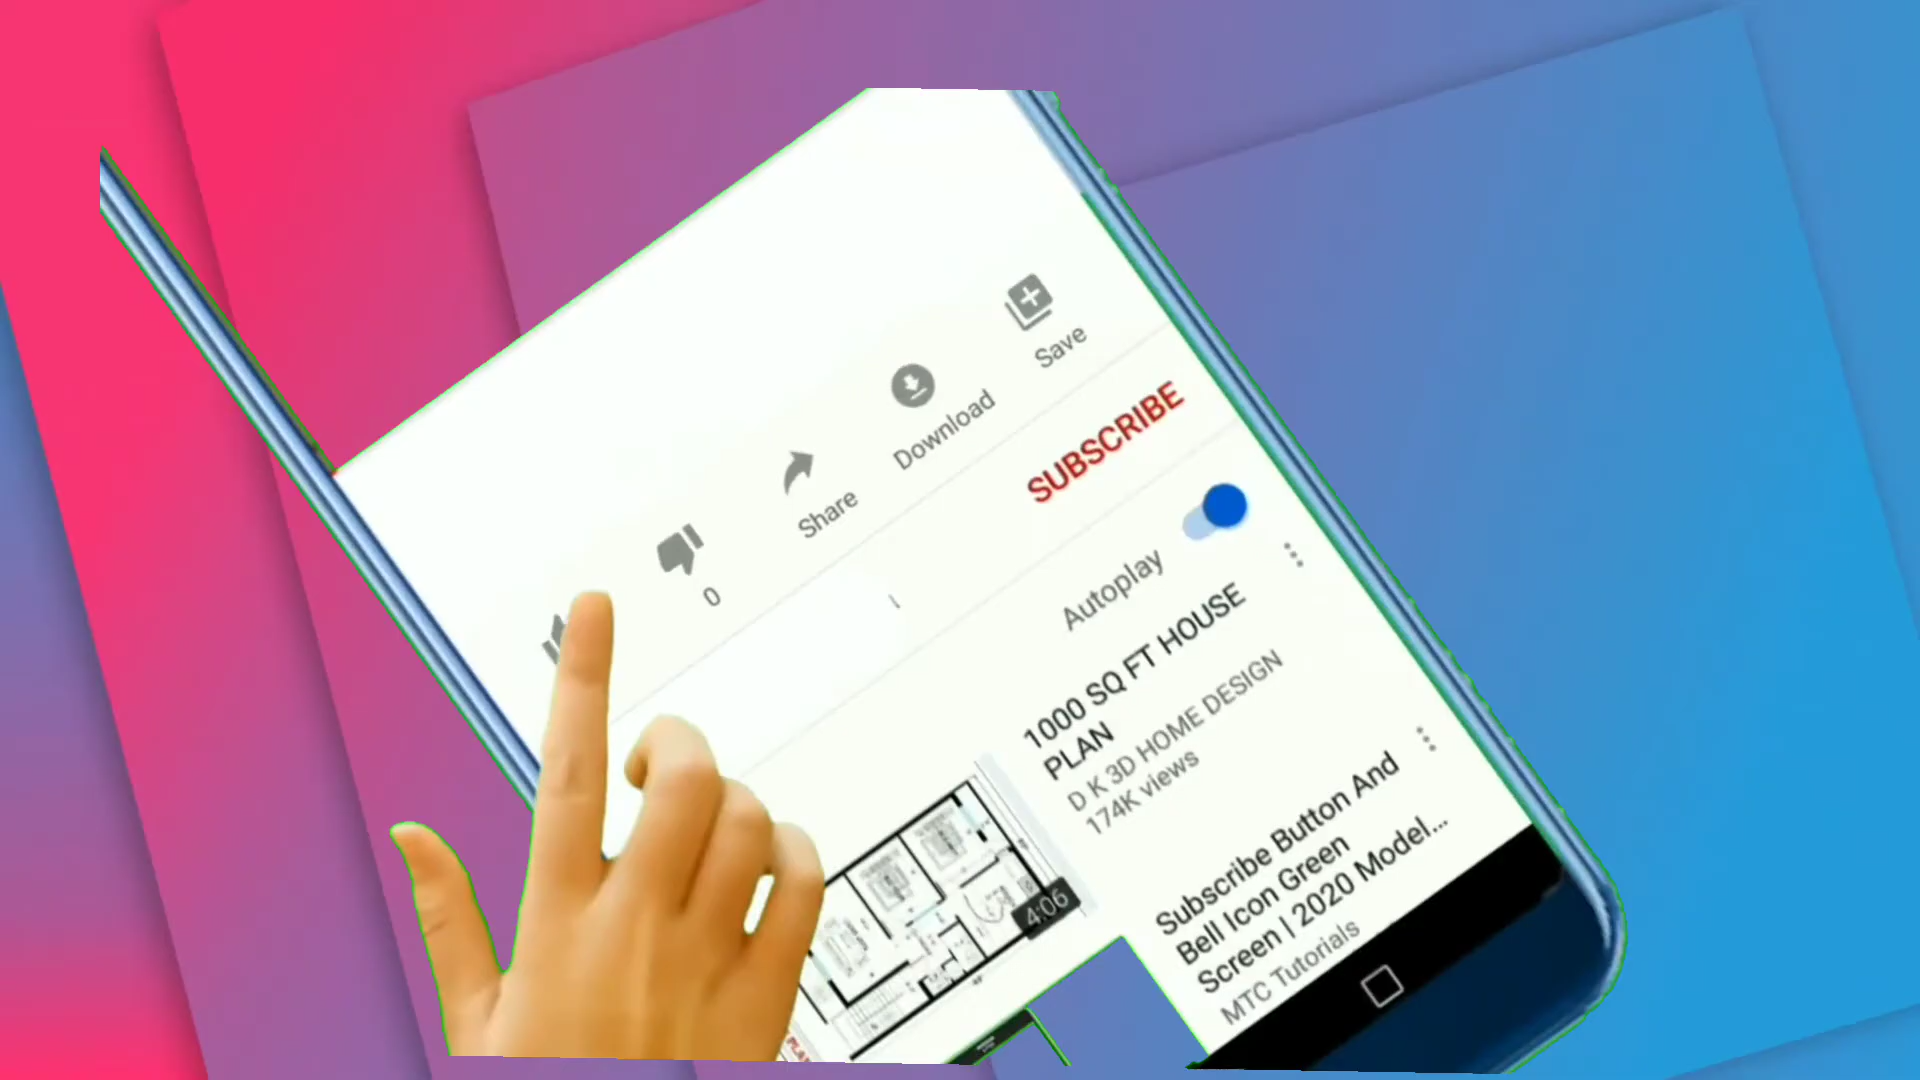 Save
Download
Share
0
SUBSCRIBE
Autoplay
1000 SQ FT HOUSE
PLAN
D K 3D HOME DESIGN
174K views
4:06
Subscribe Button And
Bell Icon Green
Screen | 2020 Model...
MTC Tutorials